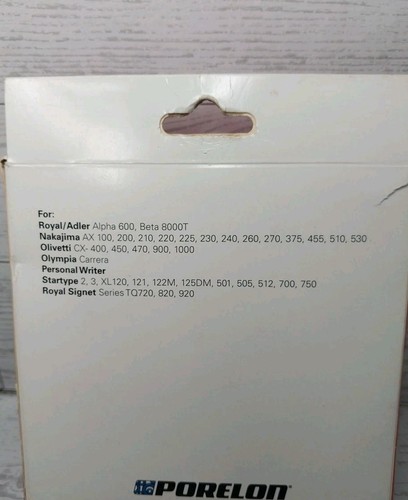 For:
Royal/Adler Alpha 600, Beta 8000T
Nakajima AX 100, 200, 210, 220, 225, 230, 240, 260, 270, 375, 455, 510, 530
Olivetti CX- 400, 450, 470, 900, 1000
Olympia Carrera
Personal Writer
Startype 2, 3, XL120, 121, 122M, 125DM, 501, 505, 512, 700, 750
Royal Signet Series TQ720, 820, 920
PORELON